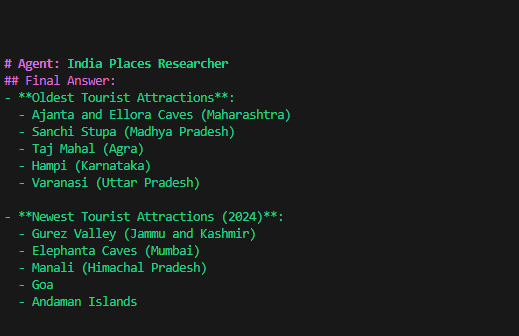 # Agent: India Places Researcher
## Final Answer:
- **Oldest Tourist Attractions**:
  - Ajanta and Ellora Caves (Maharashtra)
  - Sanchi Stupa (Madhya Pradesh)
  - Taj Mahal (Agra)
  - Hampi (Karnataka)
  - Varanasi (Uttar Pradesh)
- **Newest Tourist Attractions (2024)**:
  - Gurez Valley (Jammu and Kashmir)
  - Elephanta Caves (Mumbai)
  - Manali (Himachal Pradesh)
  - Goa
  - Andaman Islands